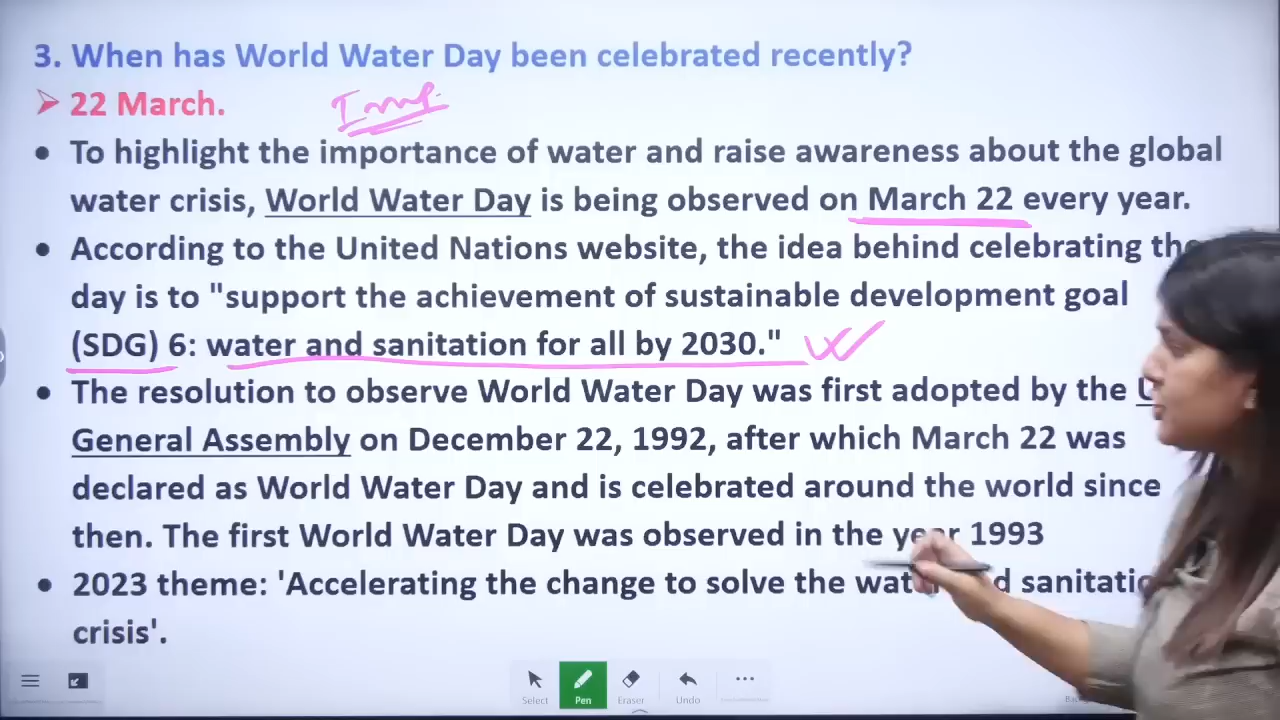 3. When has World Water Day been celebrated recently?
➤ 22 March. Imp.
• To highlight the importance of water and raise awareness about the global
water crisis, World Water Day is being observed on March 22 every year.
• According to the United Nations website, the idea behind celebrating the
day is to "support the achievement of sustainable development goal
(SDG) 6: water and sanitation for all by 2030."
• The resolution to observe World Water Day was first adopted by the
General Assembly on December 22, 1992, after which March 22 was
declared as World Water Day and is celebrated around the world since
then. The first World Water Day was observed in the year 1993
• 2023 theme: 'Accelerating the change to solve the
crisis'.
Select Pen Eraser Undo